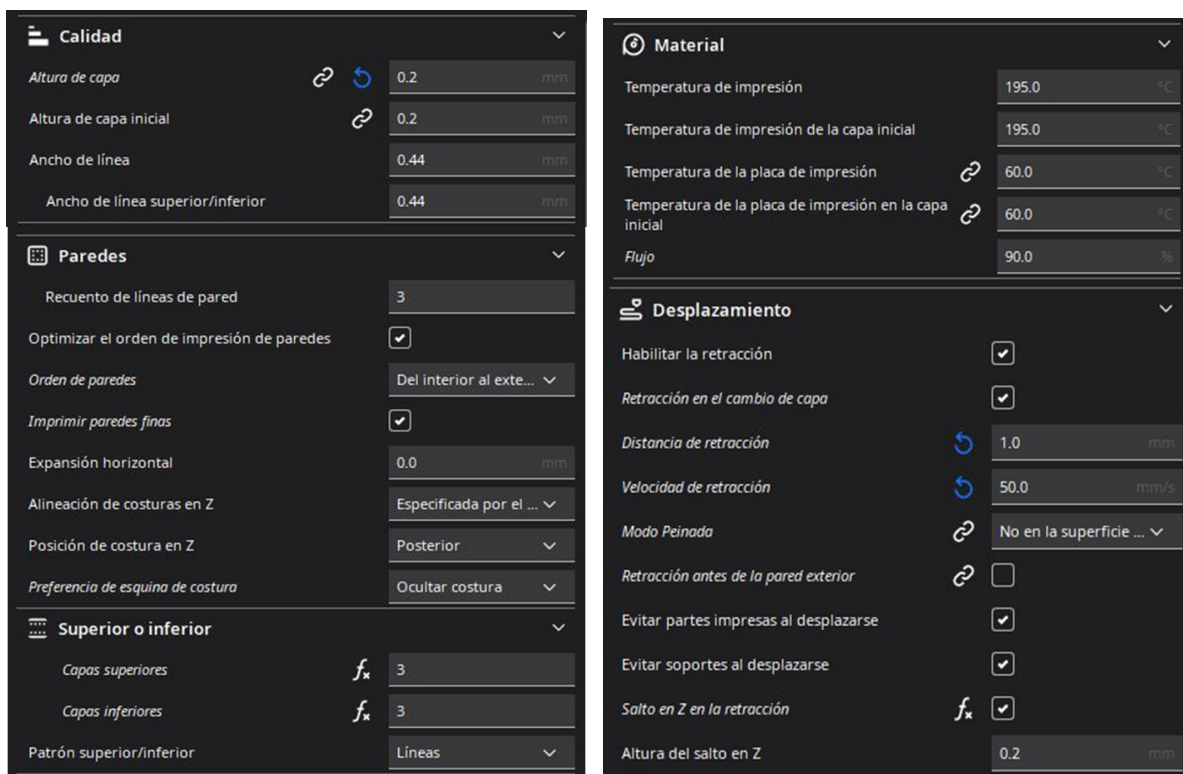 Calidad
Altura de capa 0.2 mm
Altura de capa inicial 0.2 mm
Ancho de línea 0.44 mm
Ancho de línea superior/inferior 0.44 mm
Paredes
Recuento de líneas de pared 3
Optimizar el orden de impresión de paredes
Orden de paredes Del interior al exte...
Imprimir paredes finas
Expansión horizontal 0.0 mm
Alineación de costuras en Z Especificada por el ...
Posición de costura en Z Posterior
Preferencia de esquina de costura Ocultar costura
Superior o inferior
Capas superiores fx 3
Capas inferiores fx 3
Patrón superior/inferior Líneas
Material
Temperatura de impresión 195.0 °C
Temperatura de impresión de la capa inicial 195.0 °C
Temperatura de la placa de impresión 60.0 °C
Temperatura de la placa de impresión en la capa
inicial 60.0 °C
Flujo 90.0 %
Desplazamiento
Habilitar la retracción
Retracción en el cambio de capa
Distancia de retracción 1.0 mm
Velocidad de retracción 50.0 mm/s
Modo Peinada No en la superficie ...
Retracción antes de la pared exterior
Evitar partes impresas al desplazarse
Evitar soportes al desplazarse
Salto en Z en la retracción fx
Altura del salto en Z 0.2 mm